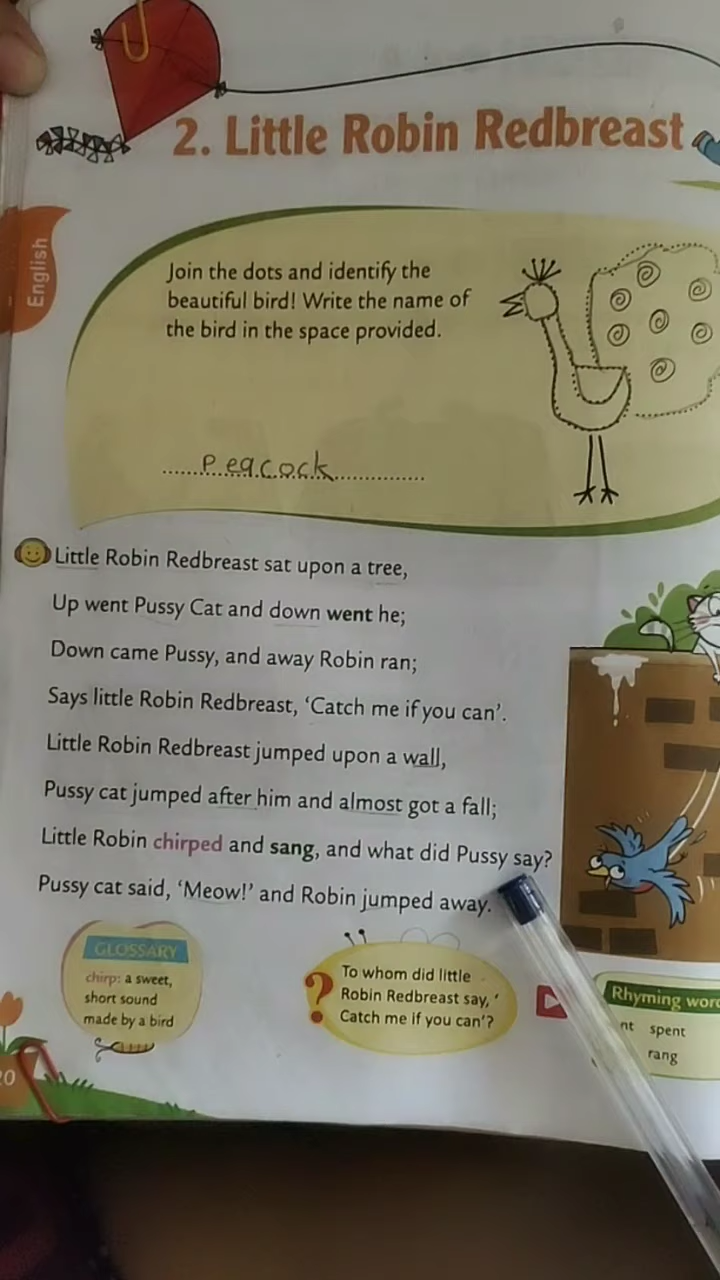 2. Little Robin Redbreast
English
Join the dots and identify the
beautiful bird! Write the name of
the bird in the space provided.
Peacock
Little Robin Redbreast sat upon a tree,
Up went Pussy Cat and down went he;
Down came Pussy, and away Robin ran;
Says little Robin Redbreast, ‘Catch me if you can’.
Little Robin Redbreast jumped upon a wall,
Pussy cat jumped after him and almost got a fall;
Little Robin chirped and sang, and what did Pussy say?
Pussy cat said, ‘Meow!’ and Robin jumped away.
GLOSSARY
chirp: a sweet,
short sound
made by a bird
?
To whom did little
Robin Redbreast say, ‘
Catch me if you can’?
Rhyming
spent
rang